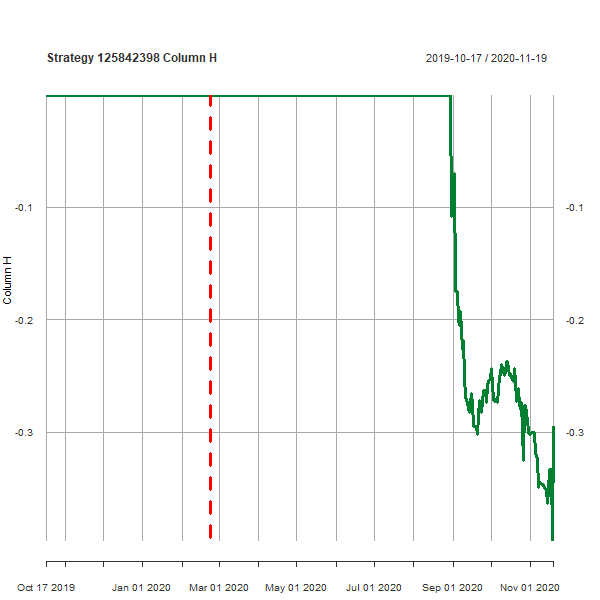 Strategy 125842398 Column H
2019-10-17 / 2020-11-19
Column H
-0.1
-0.1
-0.2
-0.2
-0.3
-0.3
Oct 17 2019
Jan 01 2020
Mar 01 2020
May 01 2020
Jul 01 2020
Sep 01 2020
Nov 01 2020